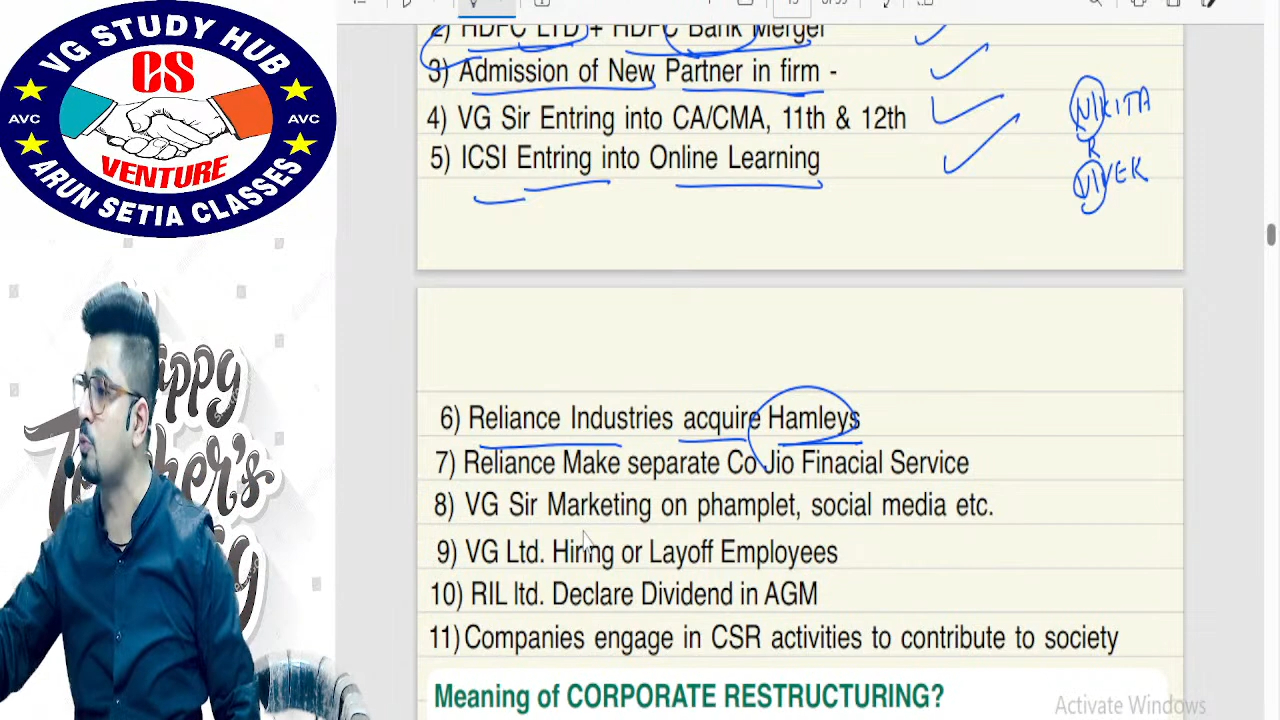 VG STUDY HUB
CS
VENTURE
AVC
AVC
ARUN SETIA CLASSES
2) HDFC LTD + HDFC Bank Merger
3) Admission of New Partner in firm -
4) VG Sir Entring into CA/CMA, 11th & 12th
5) ICSI Entring into Online Learning
NIKITA
R
VIVEK
6) Reliance Industries acquire Hamleys
7) Reliance Make separate Co Jio Finacial Service
8) VG Sir Marketing on phamplet, social media etc.
9) VG Ltd. Hiring or Layoff Employees
10) RIL ltd. Declare Dividend in AGM
11) Companies engage in CSR activities to contribute to society
Meaning of CORPORATE RESTRUCTURING?
Activate Windows